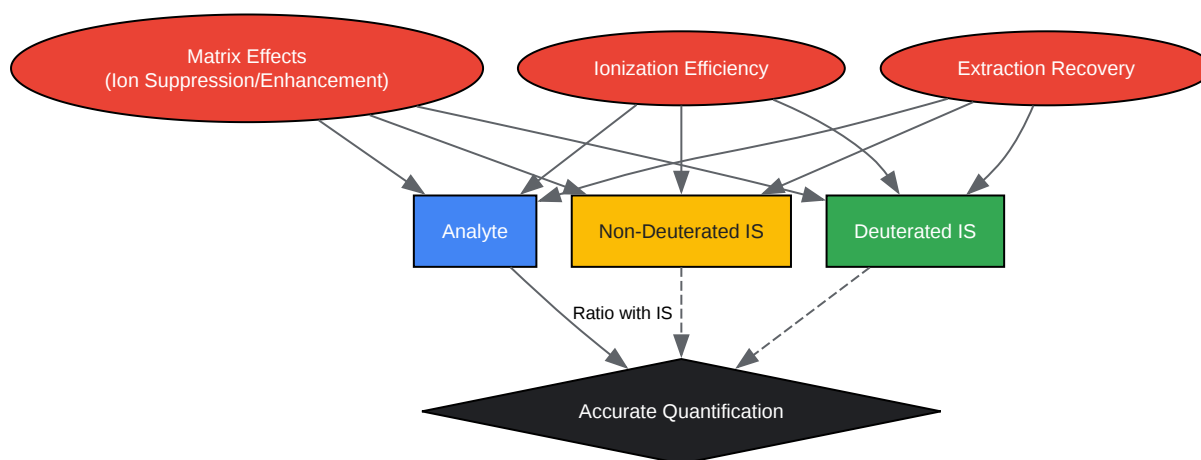 Matrix Effects
(Ion Suppression/Enhancement)
Ionization Efficiency
Extraction Recovery
Analyte
Non-Deuterated IS
Deuterated IS
Ratio with IS
Accurate Quantification